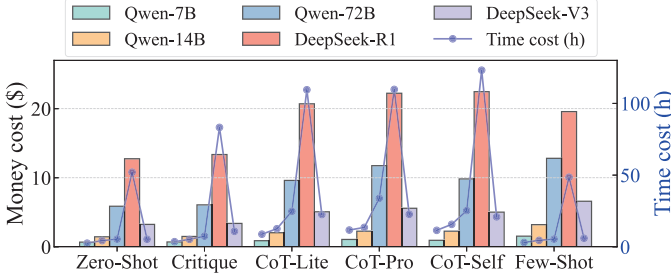 Qwen-7B Qwen-72B DeepSeek-V3
Qwen-14B DeepSeek-R1 Time cost (h)
Money cost ($)
20
10
0
100
50
0
Time cost (h)
Zero-Shot Critique CoT-Lite CoT-Pro CoT-Self Few-Shot